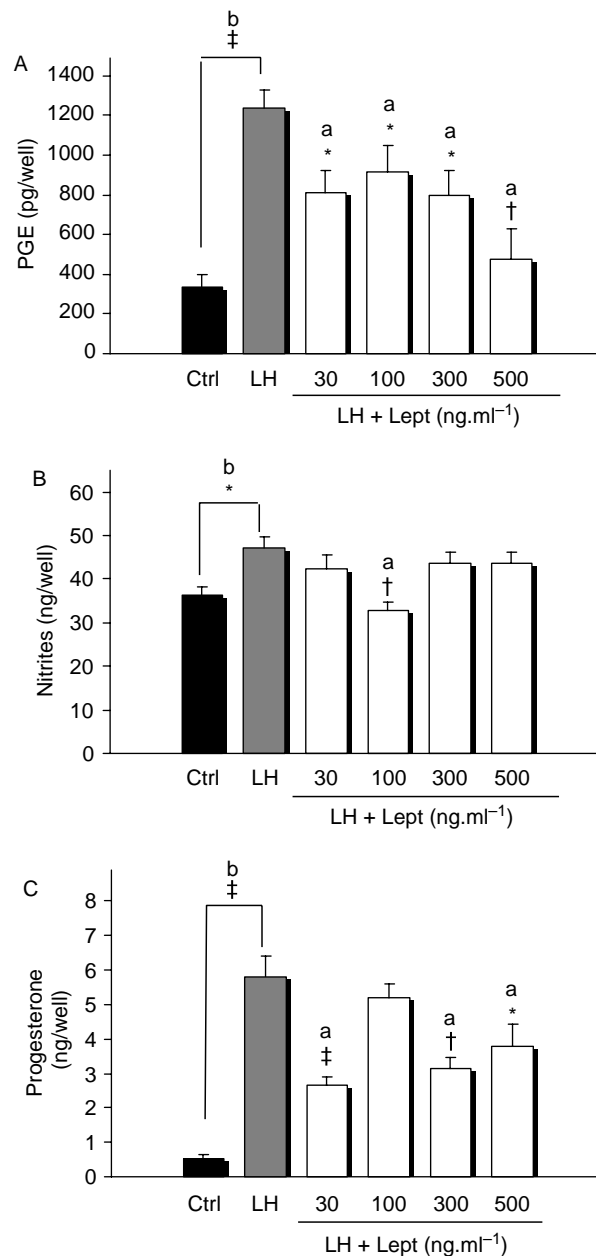 b
‡
A
1400
1200
1000
800
600
400
200
0
PGE (pg/well)
a
*
a
*
a
*
a
†
Ctrl LH 30 100 300 500
LH + Lept (ng.ml⁻¹)
B
b
*
60
50
40
30
20
10
0
Nitrites (ng/well)
a
†
Ctrl LH 30 100 300 500
LH + Lept (ng.ml⁻¹)
C
b
‡
8
7
6
5
4
3
2
1
0
Progesterone
(ng/well)
a
‡
a
†
a
*
Ctrl LH 30 100 300 500
LH + Lept (ng.ml⁻¹)